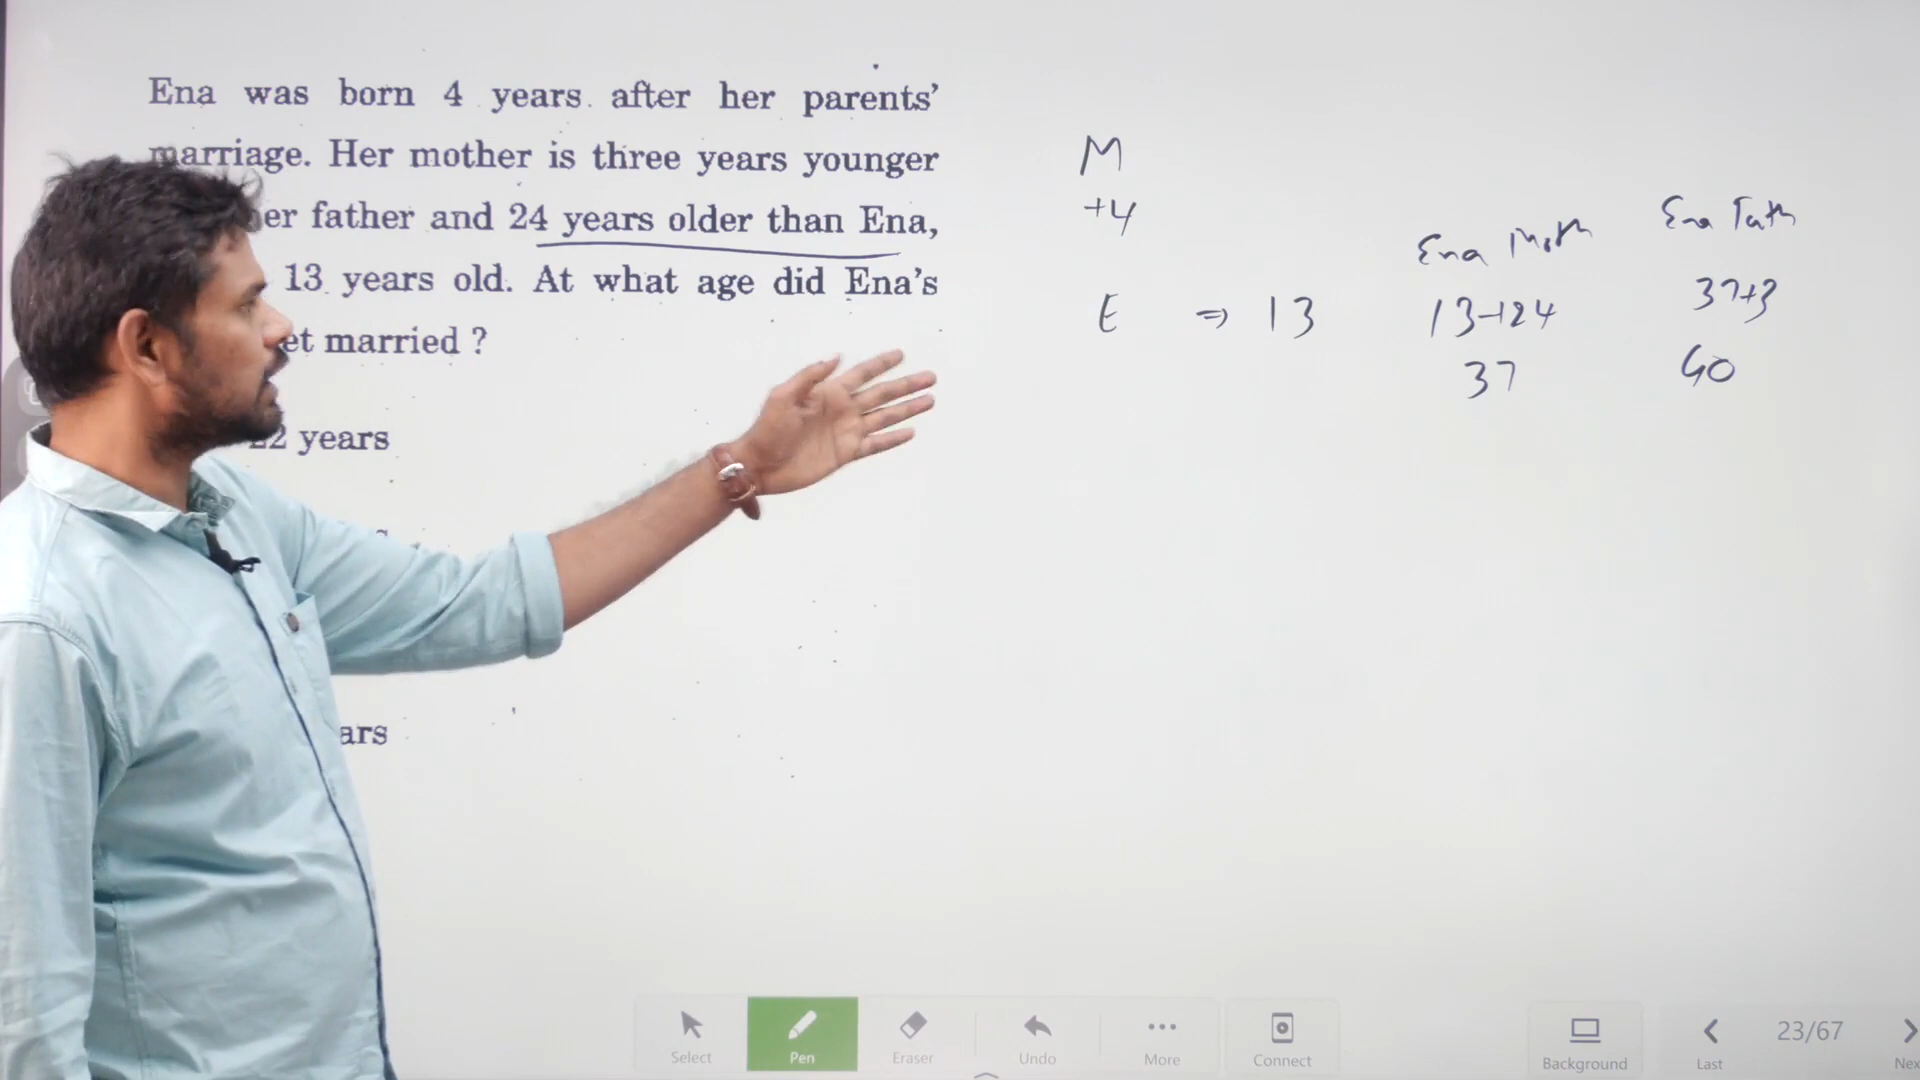 Ena was born 4 years after her parents'
marriage. Her mother is three years younger
er father and 24 years older than Ena,
13 years old. At what age did Ena's
et married ?
22 years
ars
M
+4
E ⇒ 13
Ena Moth
13+24
37
Ena Fath
37+3
40
Select
Pen
Eraser
Undo
More
Connect
Background
Last
23/67
Nex